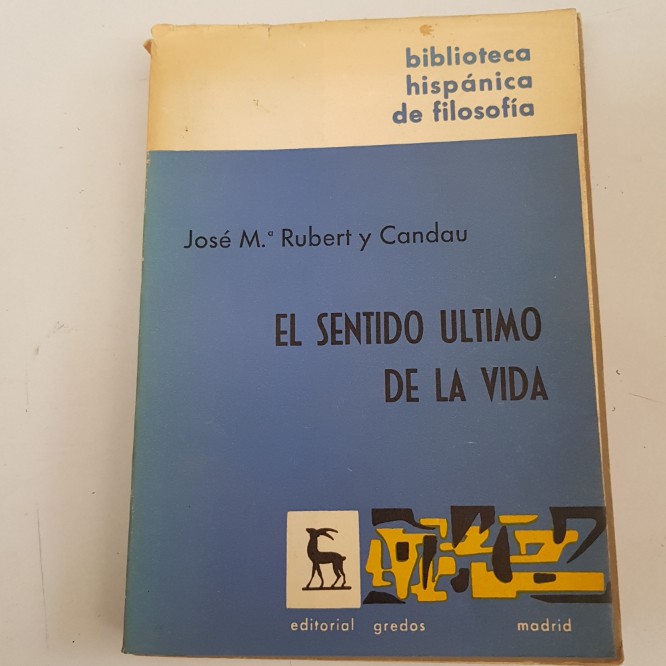 biblioteca
hispánica
de filosofía
José M.ª Rubert y Candau
EL SENTIDO ULTIMO
DE LA VIDA
editorial gredos madrid